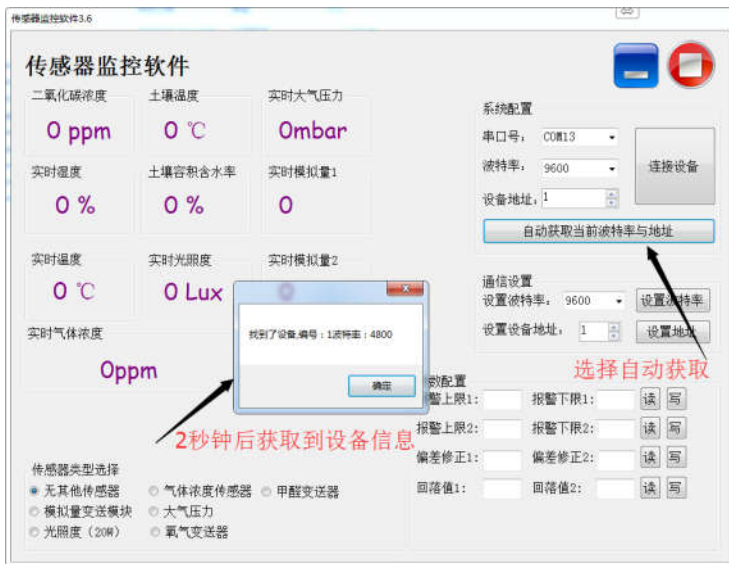 传感器监控软件3.6
传感器监控软件
二氧化碳浓度 土壤温度 实时大气压力
0 ppm 0 ℃ 0mbar
实时湿度 土壤容积含水率 实时模拟量1
0 % 0 % 0
实时温度 实时光照度 实时模拟量2
0 ℃ 0 Lux 0
实时气体浓度
0ppm
系统配置
串口号: COM13
波特率: 9600
设备地址: 1
连接设备
自动获取当前波特率与地址
通信设置
设置波特率: 9600 设置波特率
设置设备地址: 1 设置地址
选择自动获取
找到了设备,编号:1波特率:4800
确定
2秒钟后获取到设备信息
数配置
报警上限1: 报警下限1: 读 写
报警上限2: 报警下限2: 读 写
偏差修正1: 偏差修正2: 读 写
回落值1: 回落值2: 读 写
传感器类型选择
无其他传感器 气体浓度传感器 甲醛变送器
模拟量变送模块 大气压力
光照度(20W) 氧气变送器